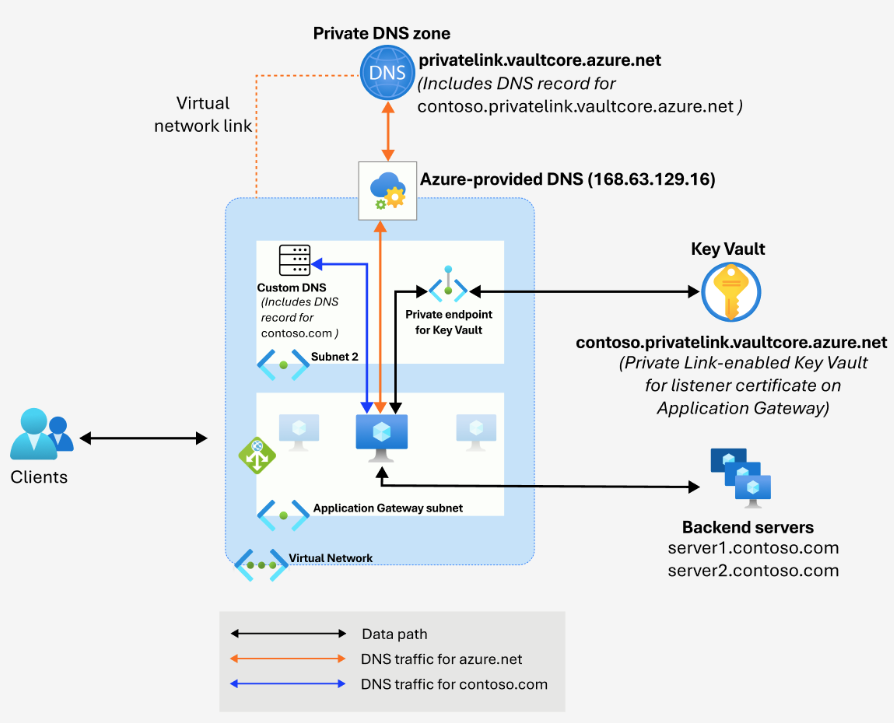 Private DNS zone
DNS
privatelink.vaultcore.azure.net
(Includes DNS record for
contoso.privatelink.vaultcore.azure.net )
Virtual
network link
Azure-provided DNS (168.63.129.16)
Custom DNS
(Includes DNS
record for
contoso.com )
Subnet 2
Private endpoint
for Key Vault
Key Vault
contoso.privatelink.vaultcore.azure.net
(Private Link-enabled Key Vault
for listener certificate on
Application Gateway)
Clients
Application Gateway subnet
Virtual Network
Backend servers
server1.contoso.com
server2.contoso.com
Data path
DNS traffic for azure.net
DNS traffic for contoso.com